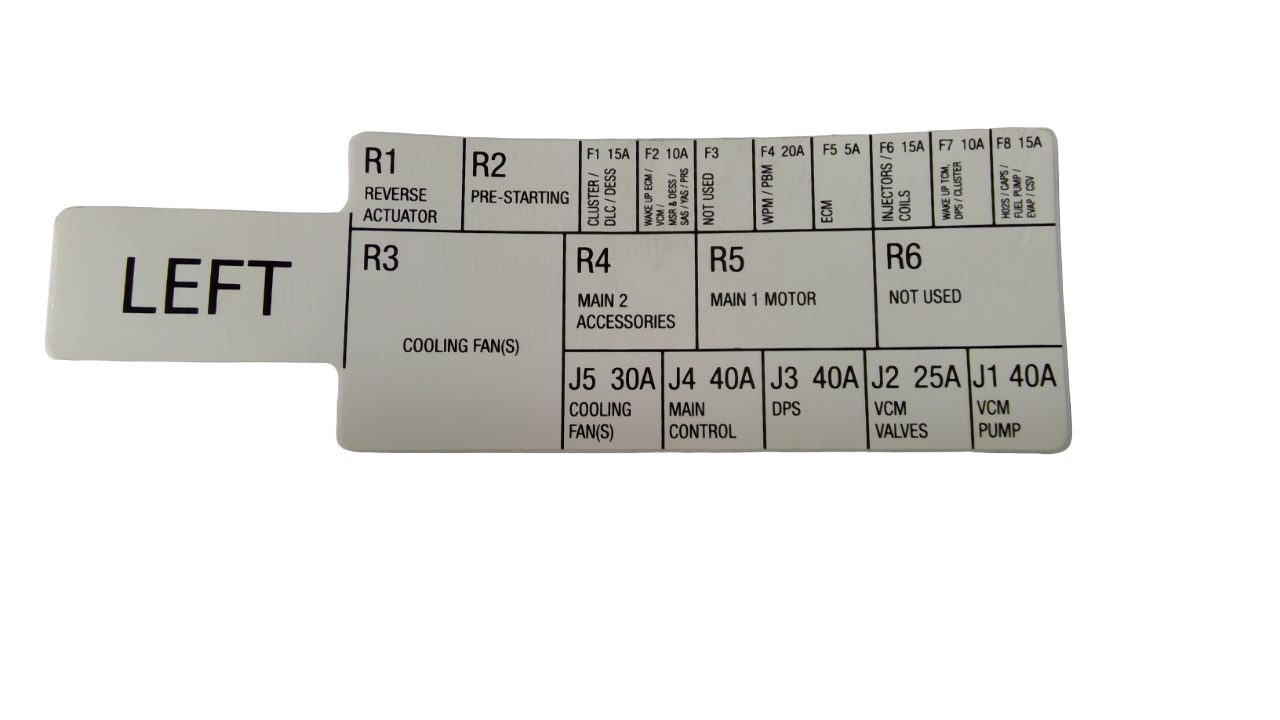 LEFT
R1
REVERSE
ACTUATOR
R2
PRE-STARTING
F1 15A
CLUSTER /
DLC / DESS
F2 10A
WAKE UP ECM /
VCM /
MSR & DESS /
SAS / YAS / PRS
F3
NOT USED
F4 20A
WPM / PBM
F5 5A
ECM
F6 15A
INJECTORS /
COILS
F7 10A
WAKE UP TCM,
DPS / CLUSTER
F8 15A
HO2S / CAPS /
FUEL PUMP /
EVAP / CSV
R3
COOLING FAN(S)
R4
MAIN 2
ACCESSORIES
R5
MAIN 1 MOTOR
R6
NOT USED
J5 30A
COOLING
FAN(S)
J4 40A
MAIN
CONTROL
J3 40A
DPS
J2 25A
VCM
VALVES
J1 40A
VCM
PUMP